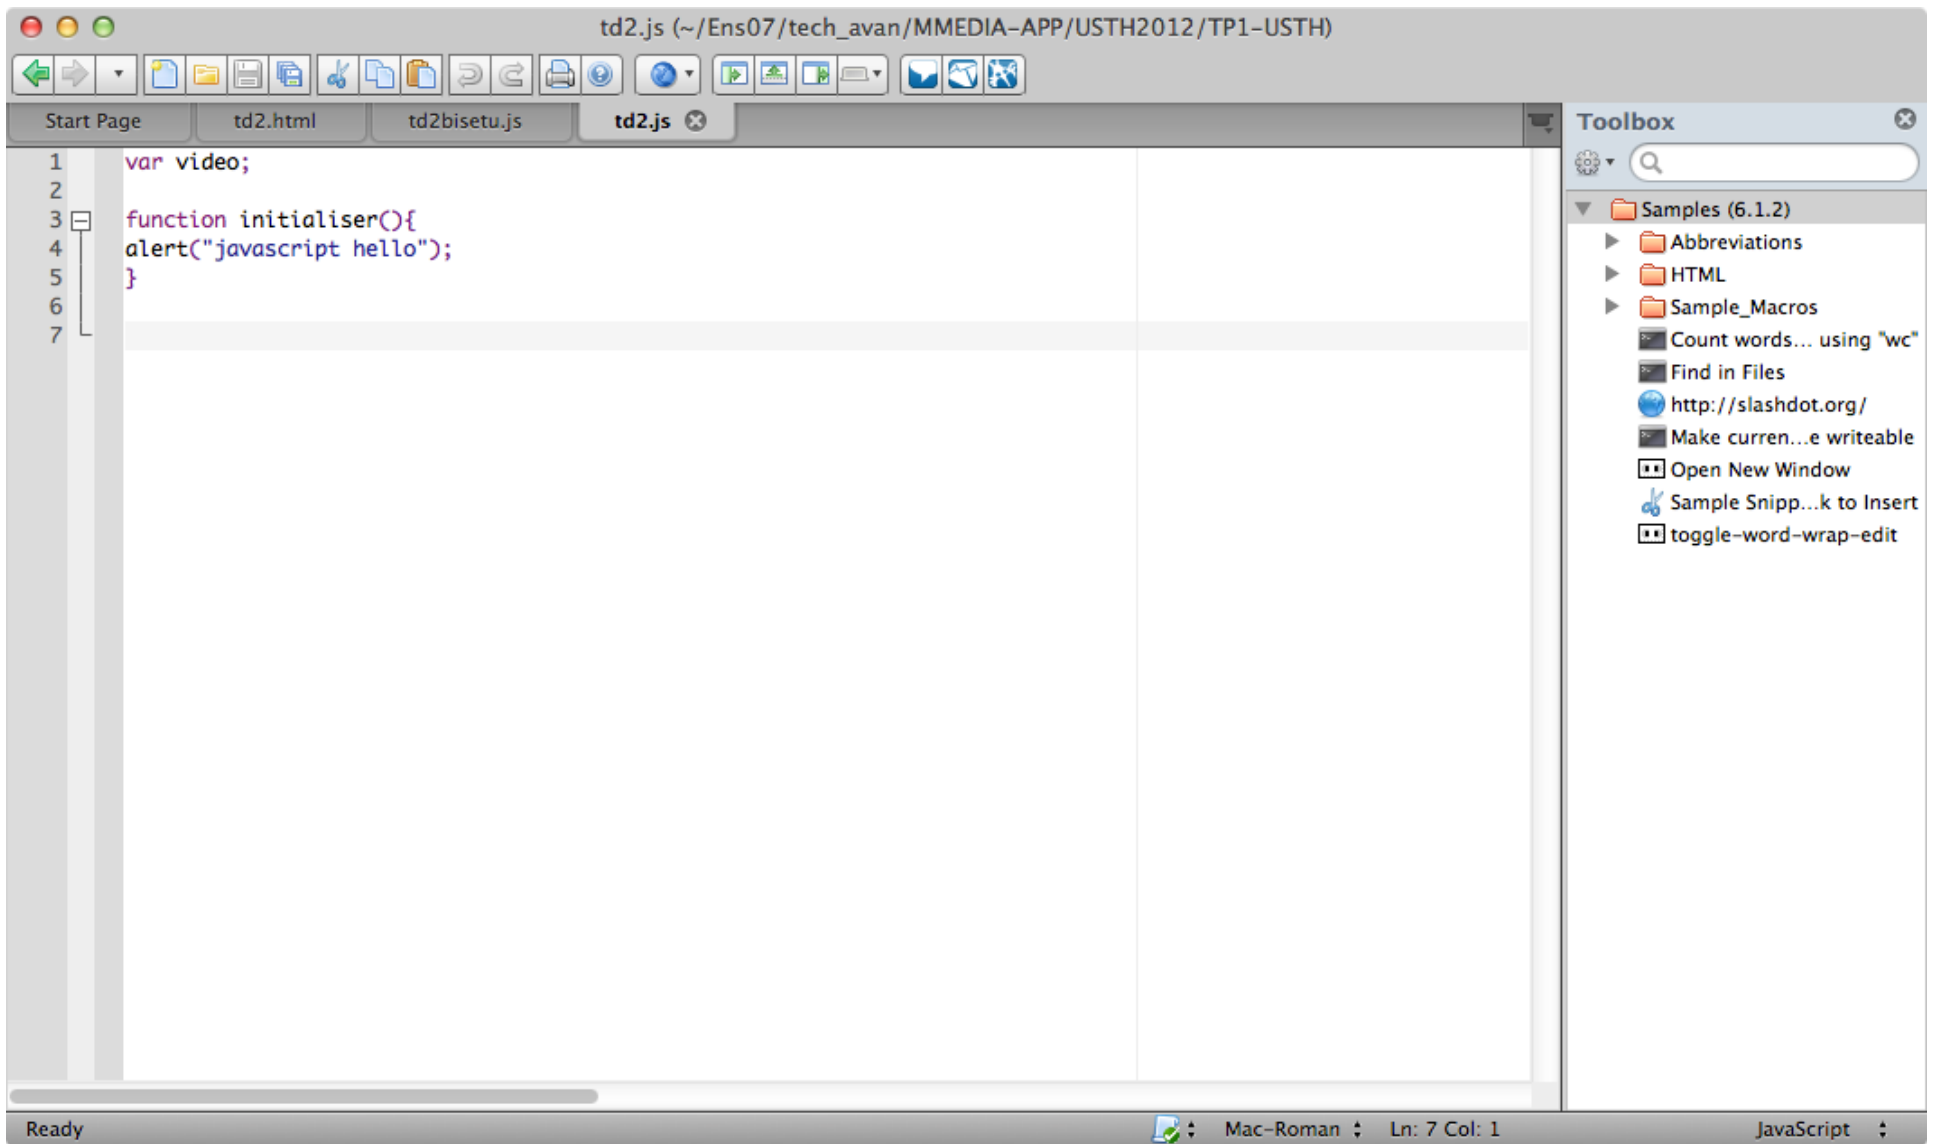 td2.js (~/Ens07/tech_avan/MMEDIA-APP/USTH2012/TP1-USTH)
Start Page td2.html td2bisetu.js td2.js
1 var video;
2
3 function initialiser(){
4 alert("javascript hello");
5 }
6
7
Toolbox
Samples (6.1.2)
Abbreviations
HTML
Sample_Macros
Count words... using "wc"
Find in Files
http://slashdot.org/
Make curren...e writeable
Open New Window
Sample Snipp...k to Insert
toggle-word-wrap-edit
Ready Mac-Roman Ln: 7 Col: 1 JavaScript